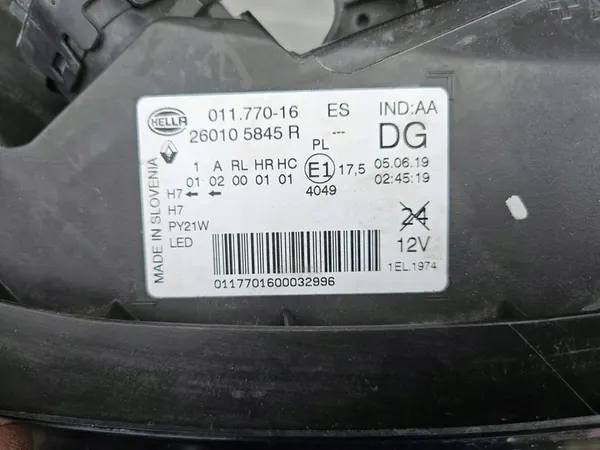 HELLA
011.770-16 ES IND:AA
26010 5845 R --- DG
PL
1 A RL HR HC E1 17,5 05.06.19
01 02 00 01 01 4049 02:45:19
H7 ← ←
H7
PY21W
LED
24
12V
1EL.1974
0117701600032996
MADE IN SLOVENIA